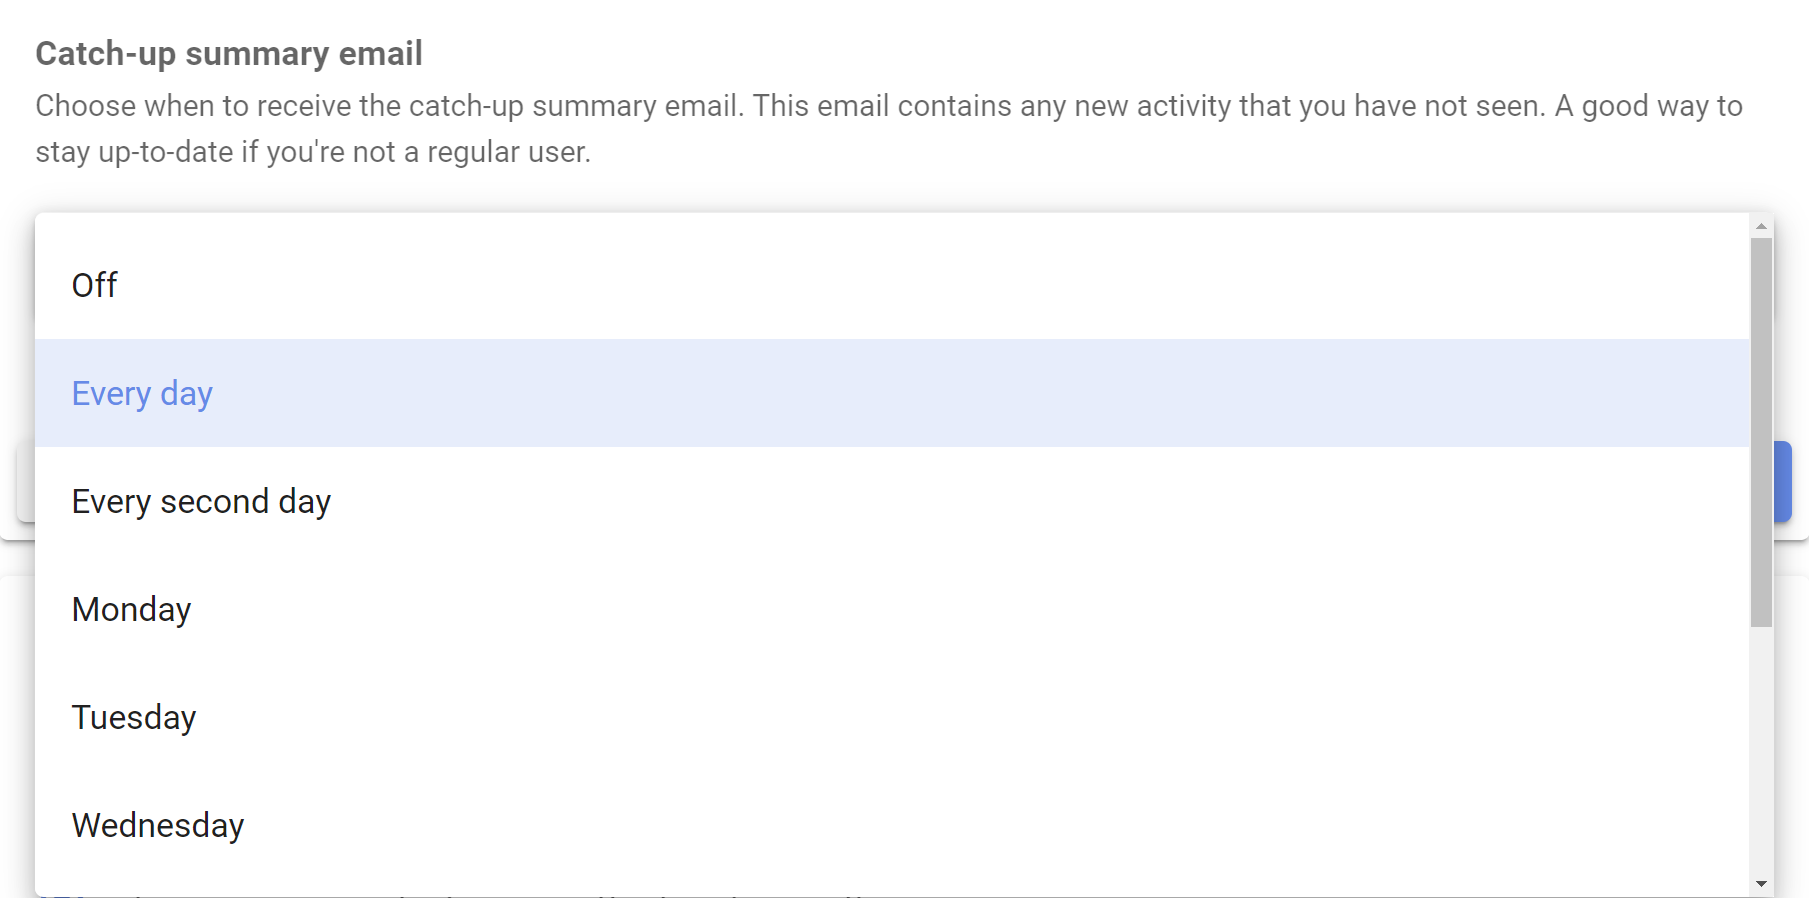 Catch-up summary email
Choose when to receive the catch-up summary email. This email contains any new activity that you have not seen. A good way to
stay up-to-date if you're not a regular user.
Off
Every day
Every second day
Monday
Tuesday
Wednesday